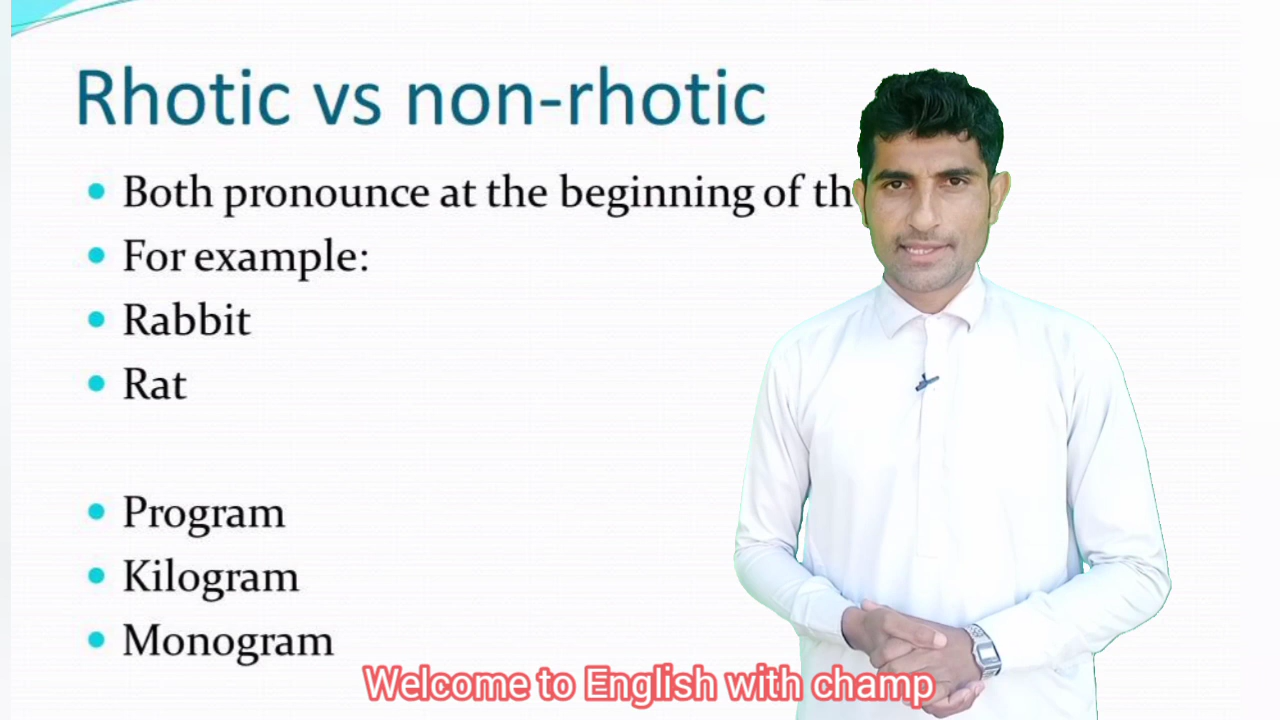 Rhotic vs non-rhotic
Both pronounce at the beginning of
For example:
Rabbit
Rat
Program
Kilogram
Monogram
Welcome to English with champ